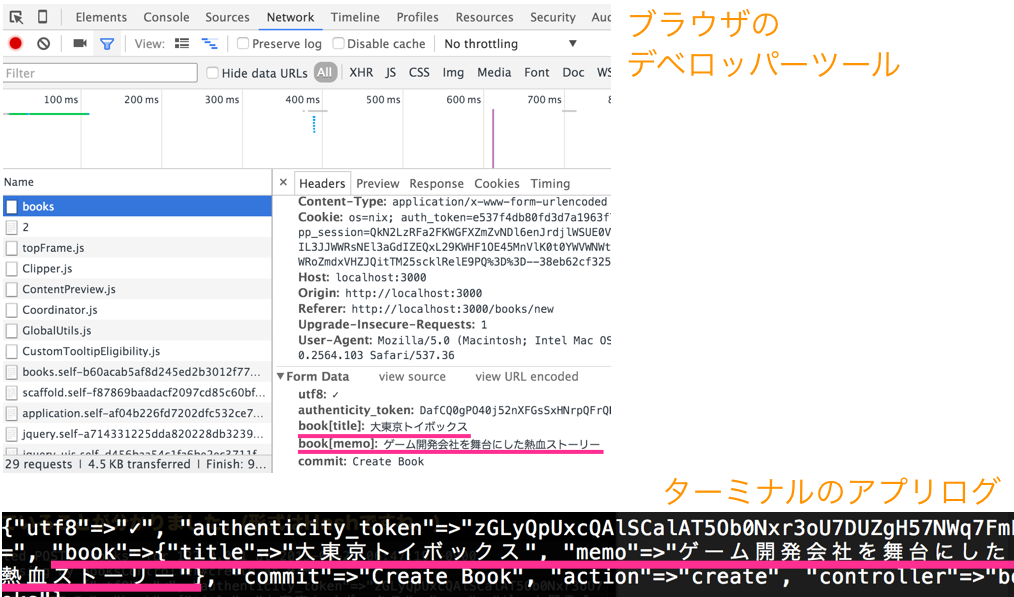 ブラウザの
デベロッパーツール
Elements Console Sources Network Timeline Profiles Resources Security Au
View: Preserve log Disable cache No throttling
Filter Hide data URLs All XHR JS CSS Img Media Font Doc WS
100 ms 200 ms 300 ms 400 ms 500 ms 600 ms 700 ms
Name
books
2
topFrame.js
Clipper.js
ContentPreview.js
Coordinator.js
GlobalUtils.js
CustomTooltipEligibility.js
books.self-b60acab5af8d245ed2b3012f77...
scaffold.self-f87869baadacf2097cd85c60bf...
application.self-af04b226fd7202dfc532ce7...
jquery.self-a714331225dda820228db3239...
29 requests | 4.5 KB transferred | Finish: 9...
× Headers Preview Response Cookies Timing
Content-Type: application/x-www-form-urlencoded
Cookie: os=nix; auth_token=e537f4db80fd3d7a1963f
pp_session=QkN2LzRFa2FKWGFXZmZvNDl6enJrdjlWSUE0V
IL3JJWWRsNEl3aGdIZEQxL29KWHF1OE45MnVlK0t0YWVWNWt
WRoZmdxVHZJQitTM25scklRelE9PQ%3D%3D--38eb62cf325
Host: localhost:3000
Origin: http://localhost:3000
Referer: http://localhost:3000/books/new
Upgrade-Insecure-Requests: 1
User-Agent: Mozilla/5.0 (Macintosh; Intel Mac OS
0.2564.103 Safari/537.36
▼Form Data view source view URL encoded
utf8: ✓
authenticity_token: DafCQ0gPO40j52nXFGsSxHNrpQFrQ
book[title]: 大東京トイボックス
book[memo]: ゲーム開発会社を舞台にした熱血ストーリー
commit: Create Book
ターミナルのアプリログ
{"utf8"=>"✓", "authenticity_token"=>"zGLyQpUxcQAlSCalAT5Ob0Nxr3oU7DUZgH57NWq7Fm
=", "book"=>{"title"=>"大東京トイボックス", "memo"=>"ゲーム開発会社を舞台にした
熱血ストーリー"}, "commit"=>"Create Book", "action"=>"create", "controller"=>"bo